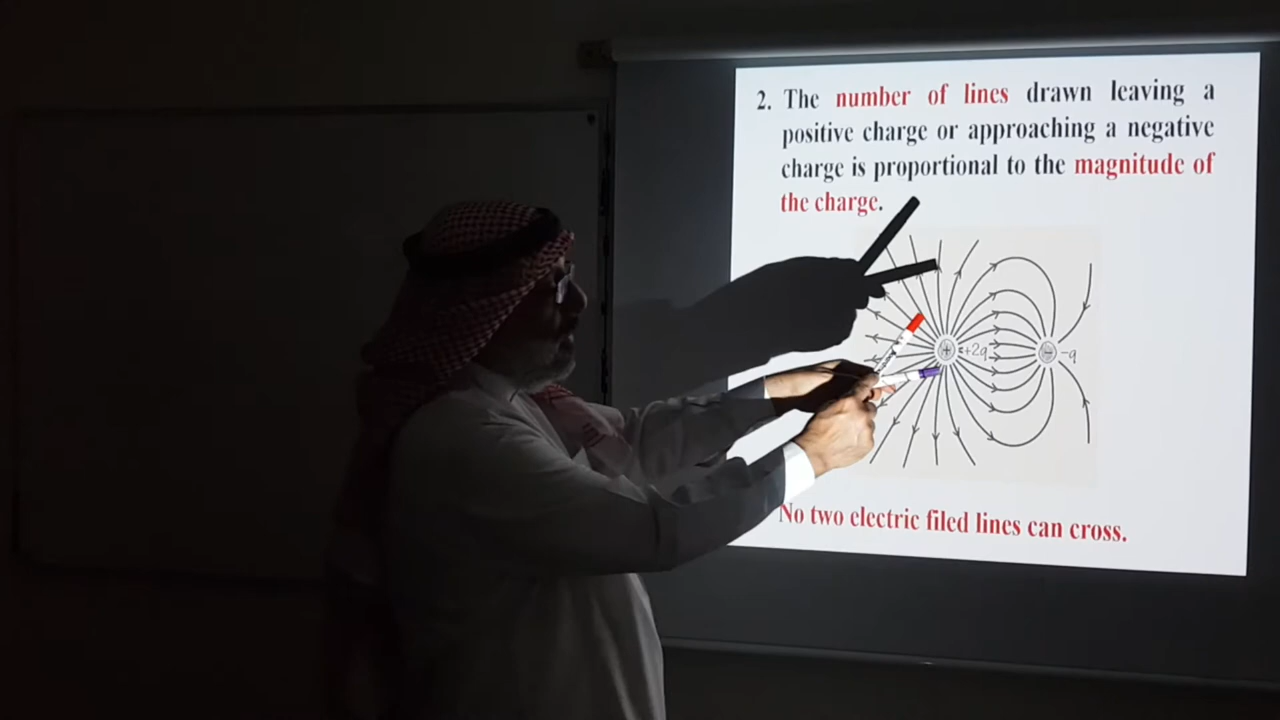 2. The number of lines drawn leaving a
positive charge or approaching a negative
charge is proportional to the magnitude of
the charge.
+ =+2q - -q
No two electric filed lines can cross.